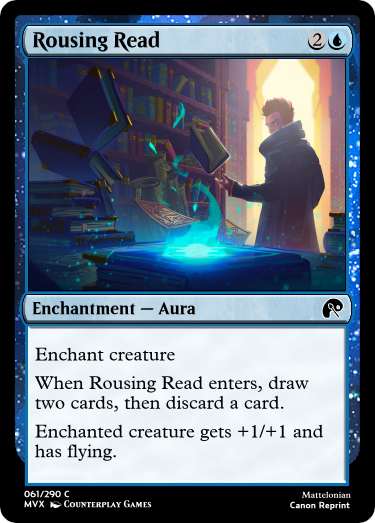 Rousing Read 2
Enchantment — Aura
Enchant creature
When Rousing Read enters, draw
two cards, then discard a card.
Enchanted creature gets +1/+1 and
has flying.
061/290 C
Mattelonian
MVX Counterplay Games
Canon Reprint